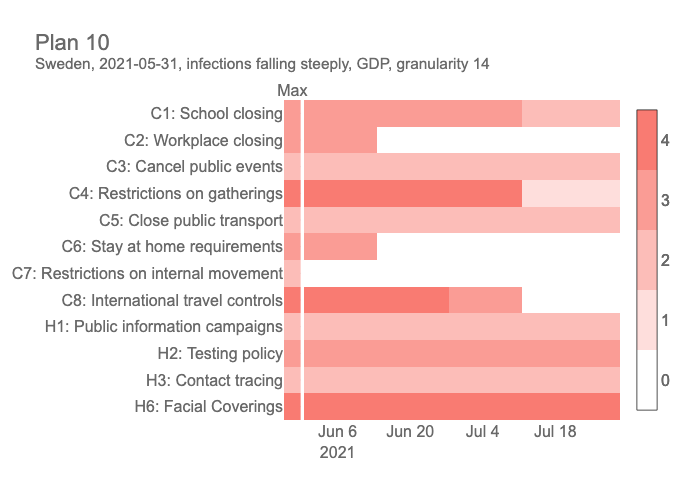 Plan 10
Sweden, 2021-05-31, infections falling steeply, GDP, granularity 14
Max
C1: School closing
C2: Workplace closing
C3: Cancel public events
C4: Restrictions on gatherings
C5: Close public transport
C6: Stay at home requirements
C7: Restrictions on internal movement
C8: International travel controls
H1: Public information campaigns
H2: Testing policy
H3: Contact tracing
H6: Facial Coverings
Jun 6 Jun 20 Jul 4 Jul 18
2021
4
3
2
1
0